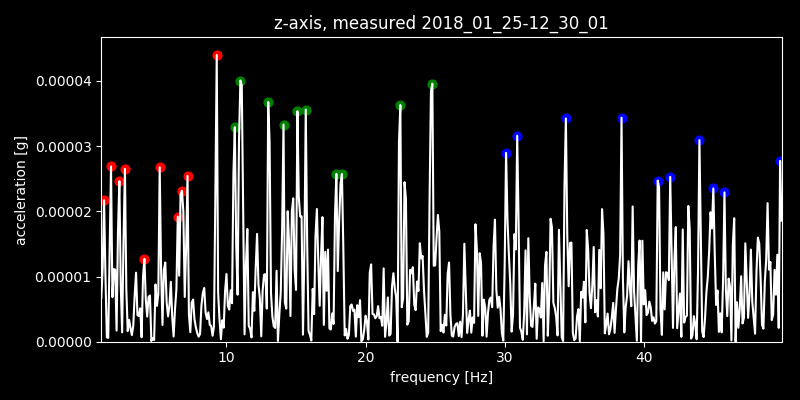 z-axis, measured 2018_01_25-12_30_01
acceleration [g]
0.00004
0.00003
0.00002
0.00001
0.00000
10 20 30 40
frequency [Hz]